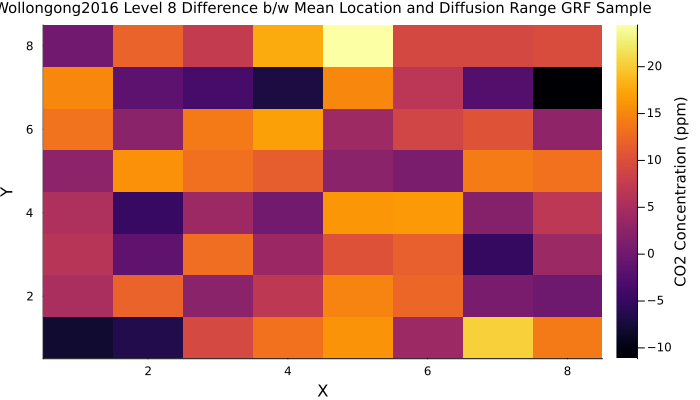 Wollongong2016 Level 8 Difference b/w Mean Location and Diffusion Range GRF Sample
8
6
4
2
Y
2 4 6 8
X
20
15
10
5
0
−5
−10
CO2 Concentration (ppm)